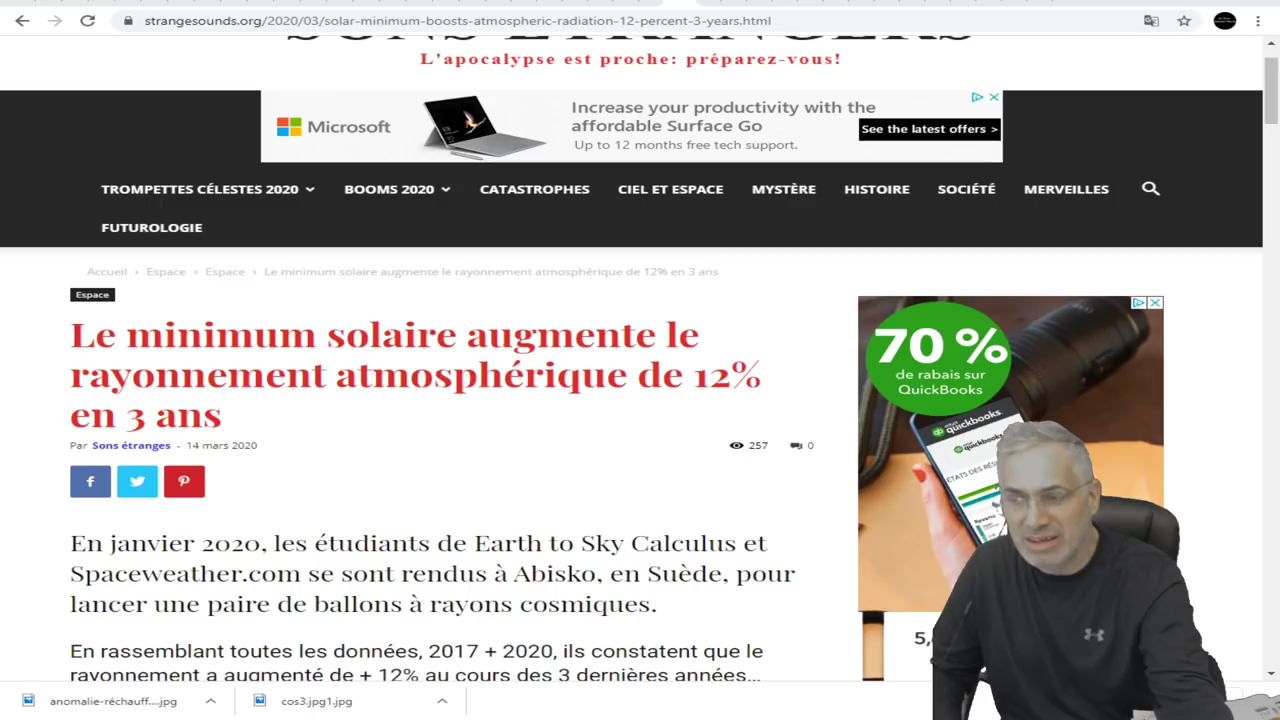 strangesounds.org/2020/03/solar-minimum-boosts-atmospheric-radiation-12-percent-3-years.html
L'apocalypse est proche: préparez-vous!
Microsoft
Increase your productivity with the
affordable Surface Go
Up to 12 months free tech support.
See the latest offers >
TROMPETTES CÉLESTES 2020
BOOMS 2020
CATASTROPHES
CIEL ET ESPACE
MYSTÈRE
HISTOIRE
SOCIÉTÉ
MERVEILLES
FUTUROLOGIE
Accueil › Espace › Espace › Le minimum solaire augmente le rayonnement atmosphérique de 12% en 3 ans
Espace
Le minimum solaire augmente le
rayonnement atmosphérique de 12%
en 3 ans
Par Sons étranges - 14 mars 2020
257
0
En janvier 2020, les étudiants de Earth to Sky Calculus et
Spaceweather.com se sont rendus à Abisko, en Suède, pour
lancer une paire de ballons à rayons cosmiques.
En rassemblant toutes les données, 2017 + 2020, ils constatent que le
rayonnement a augmenté de + 12% au cours des 3 dernières années...
70 %
de rabais sur
QuickBooks
quickbooks.
quickbooks.
5,
anomalie-réchauff....jpg
cos3.jpg1.jpg